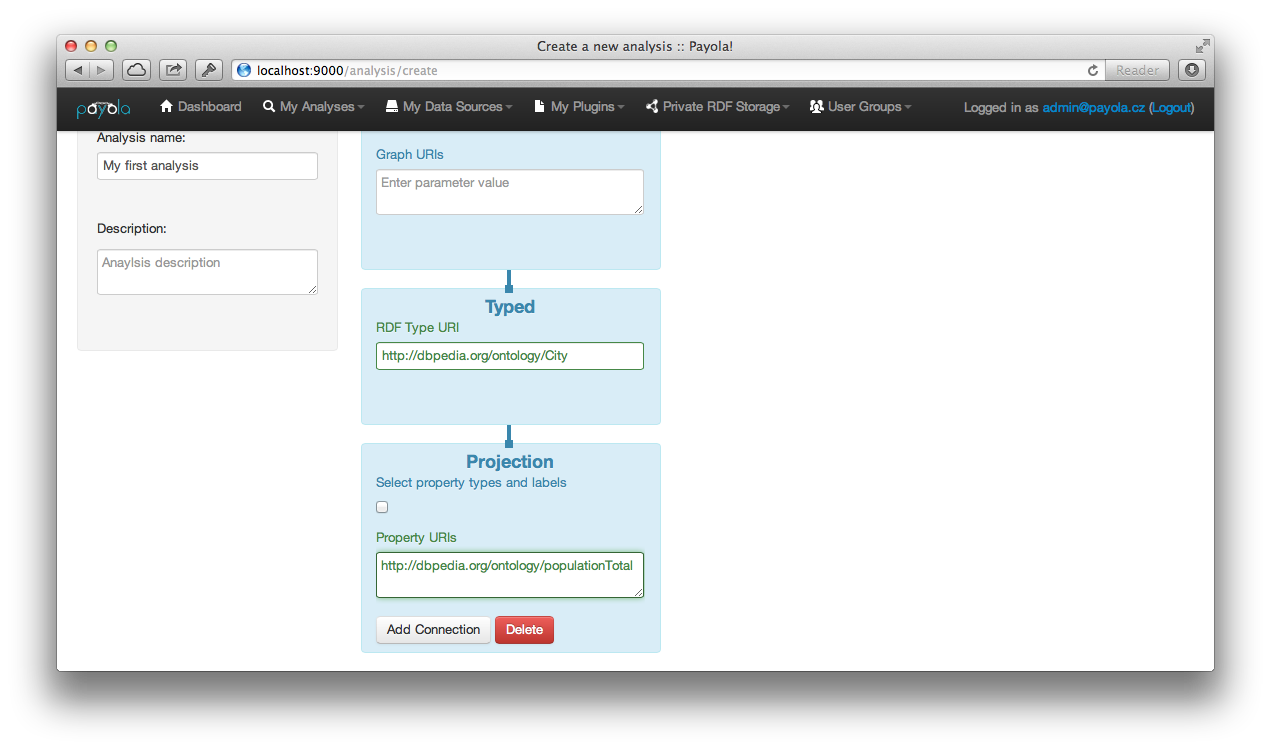 Create a new analysis :: Payola!
localhost:9000/analysis/create
Reader
payola
Dashboard
My Analyses
My Data Sources
My Plugins
Private RDF Storage
User Groups
Logged in as admin@payola.cz (Logout)
Analysis name:
My first analysis
Description:
Anaylsis description
Graph URIs
Enter parameter value
Typed
RDF Type URI
http://dbpedia.org/ontology/City
Projection
Select property types and labels
Property URIs
http://dbpedia.org/ontology/populationTotal
Add Connection
Delete